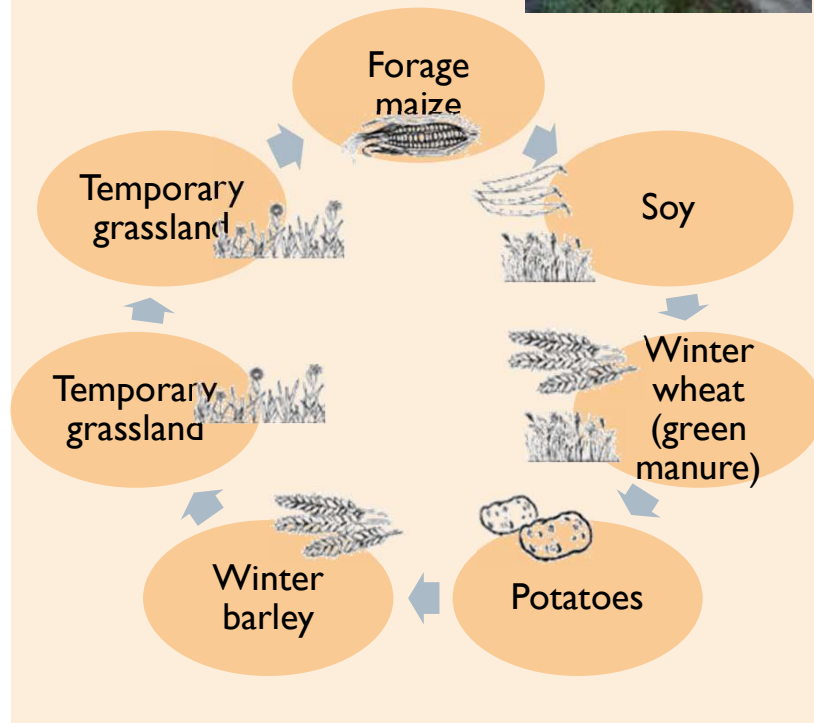 Forage
maize
Soy
Winter
wheat
(green
manure)
Potatoes
Winter
barley
Temporary
grassland
Temporary
grassland